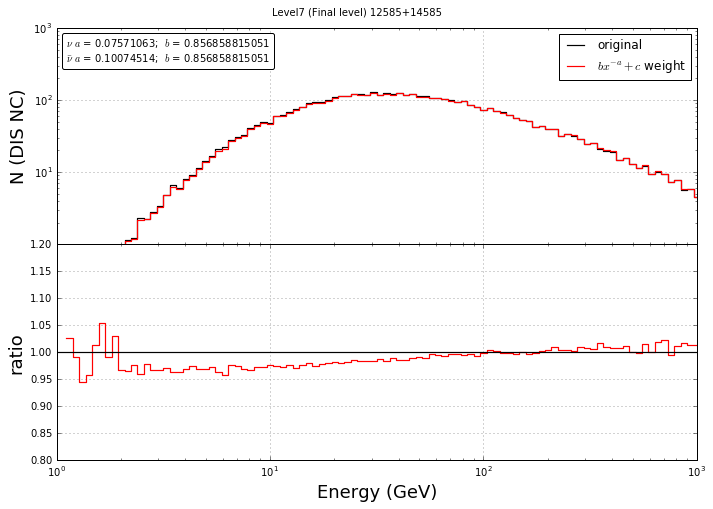 Level7 (Final level) 12585+14585
ν a = 0.07571063; b = 0.856858815051
ν̄ a = 0.10074514; b = 0.856858815051
original
bx⁻ᵃ + c weight
N (DIS NC)
10³
10²
10¹
1.20
1.15
1.10
1.05
1.00
0.95
0.90
0.85
0.80
ratio
10⁰ 10¹ 10² 10³
Energy (GeV)